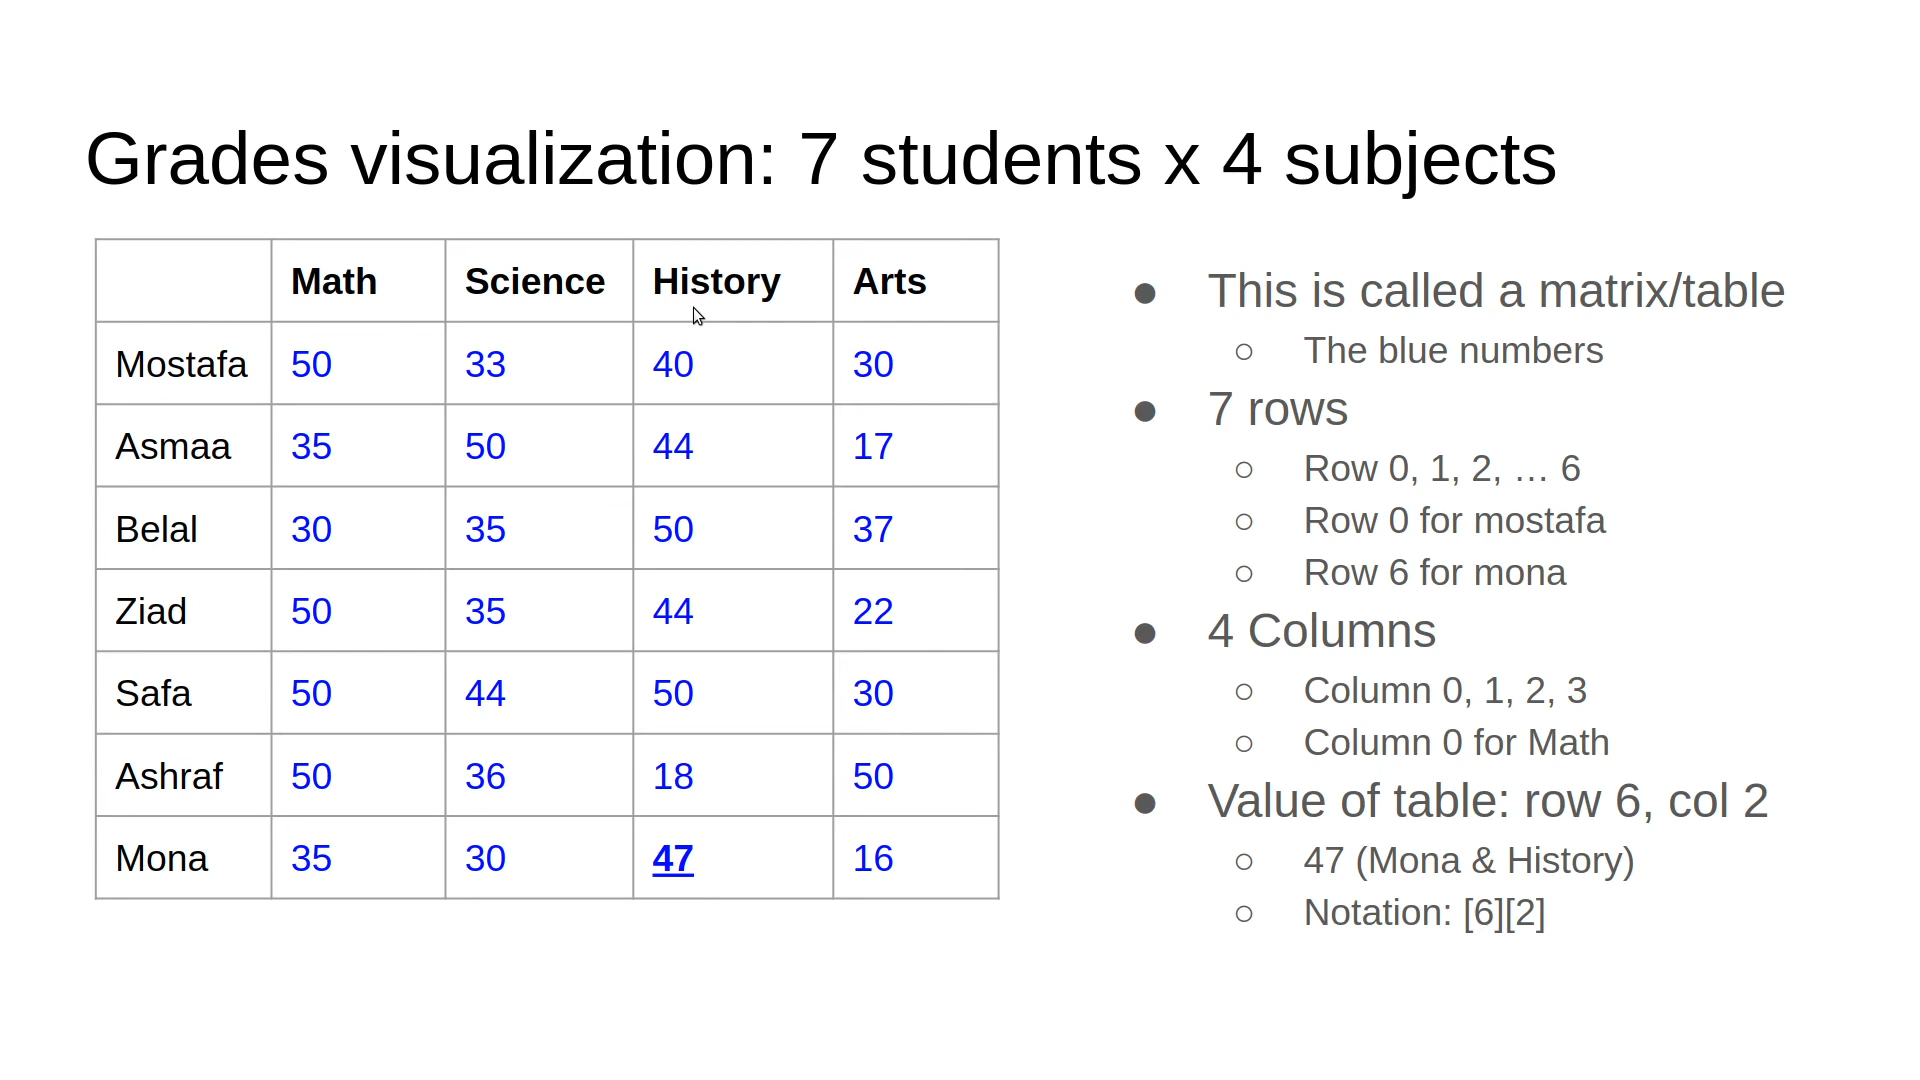 Grades visualization: 7 students x 4 subjects
Math Science History Arts
Mostafa 50 33 40 30
Asmaa 35 50 44 17
Belal 30 35 50 37
Ziad 50 35 44 22
Safa 50 44 50 30
Ashraf 50 36 18 50
Mona 35 30 47 16
● This is called a matrix/table
○ The blue numbers
● 7 rows
○ Row 0, 1, 2, … 6
○ Row 0 for mostafa
○ Row 6 for mona
● 4 Columns
○ Column 0, 1, 2, 3
○ Column 0 for Math
● Value of table: row 6, col 2
○ 47 (Mona & History)
○ Notation: [6][2]